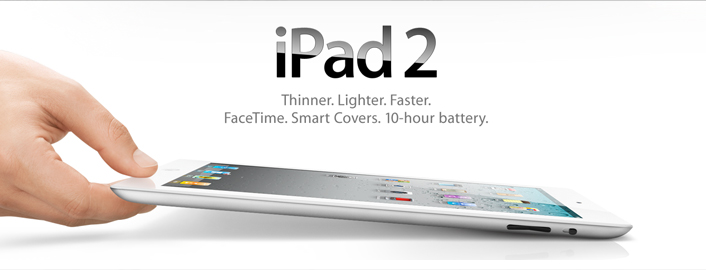 iPad 2
Thinner. Lighter. Faster.
FaceTime. Smart Covers. 10-hour battery.